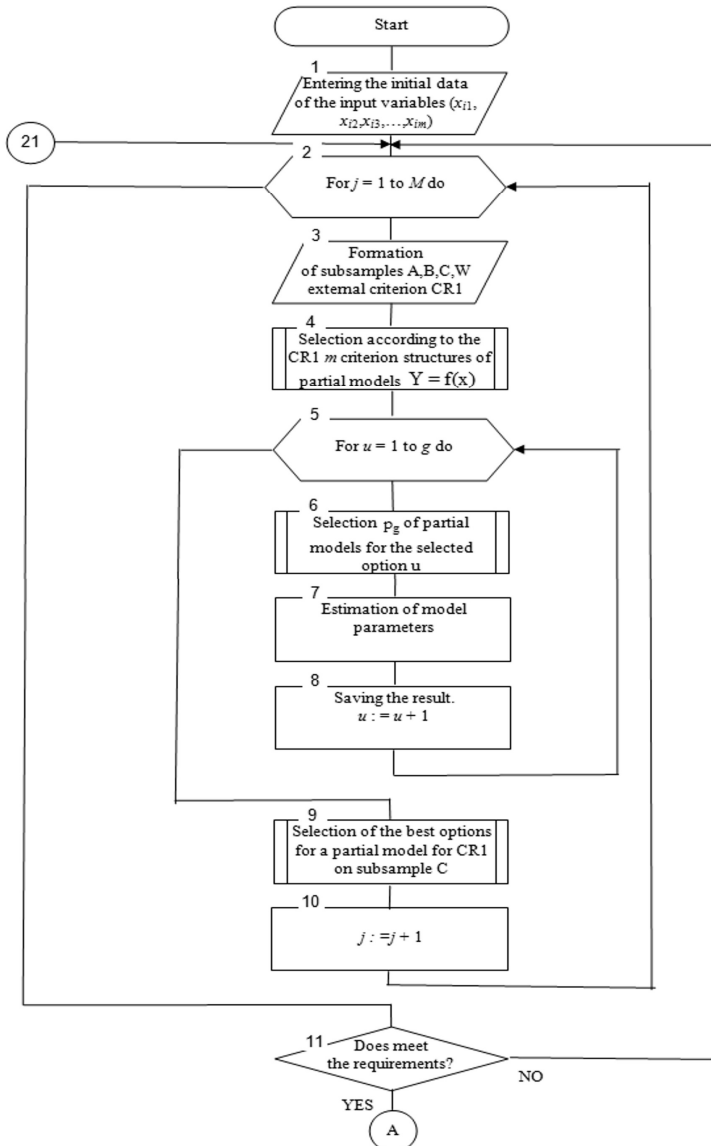 Start
1
Entering the initial data
of the input variables (xi1,
xi2,xi3,…,xim)
21
2
For j = 1 to M do
3
Formation
of subsamples A,B,C,W
external criterion CR1
4
Selection according to the
CR1 m criterion structures of
partial models Y = f(x)
5
For u = 1 to g do
6
Selection pg of partial
models for the selected
option u
7
Estimation of model
parameters
8
Saving the result.
u : = u + 1
9
Selection of the best options
for a partial model for CR1
on subsample C
10
j : =j + 1
11
Does meet
the requirements?
NO
YES
A